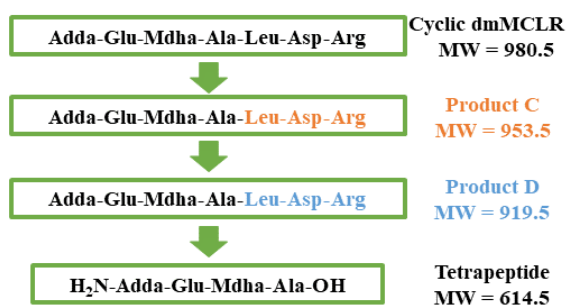 Adda-Glu-Mdha-Ala-Leu-Asp-Arg
Cyclic dmMCLR
MW = 980.5
Adda-Glu-Mdha-Ala-Leu-Asp-Arg
Product C
MW = 953.5
Adda-Glu-Mdha-Ala-Leu-Asp-Arg
Product D
MW = 919.5
H₂N-Adda-Glu-Mdha-Ala-OH
Tetrapeptide
MW = 614.5